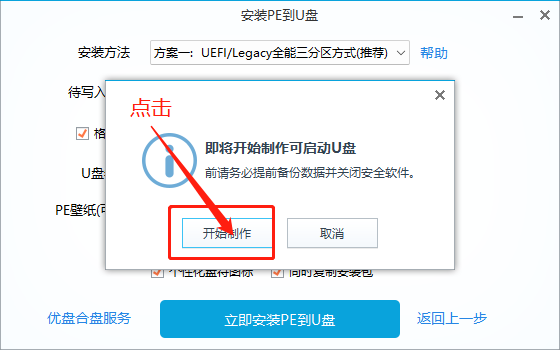 安装PE到U盘
安装方法
方案一：UEFI/Legacy全能三分区方式(推荐)
帮助
待写入
点击
格
即将开始制作可启动U盘
前请务必提前备份数据并关闭安全软件。
U盘
PE壁纸(可
开始制作
取消
个性化盘符图标
同时复制安装包
优盘合盘服务
立即安装PE到U盘
返回上一步